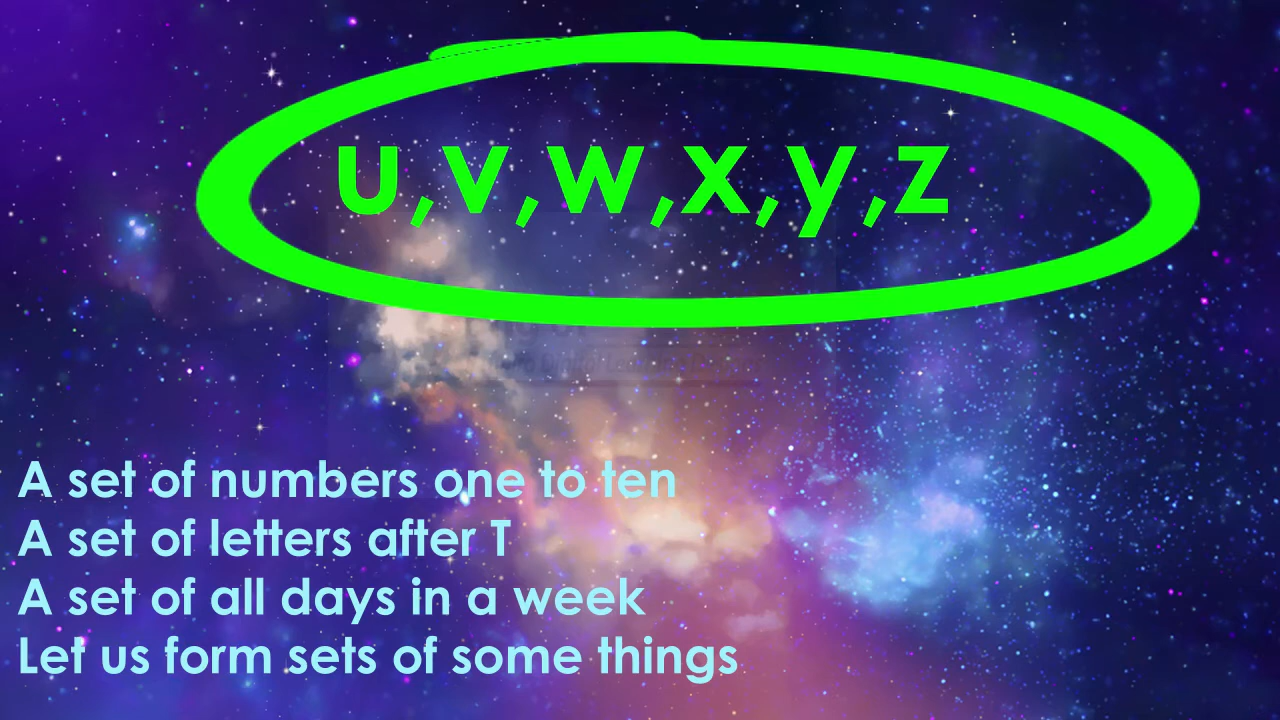 u,v,w,x,y,z
A set of numbers one to ten
A set of letters after T
A set of all days in a week
Let us form sets of some things